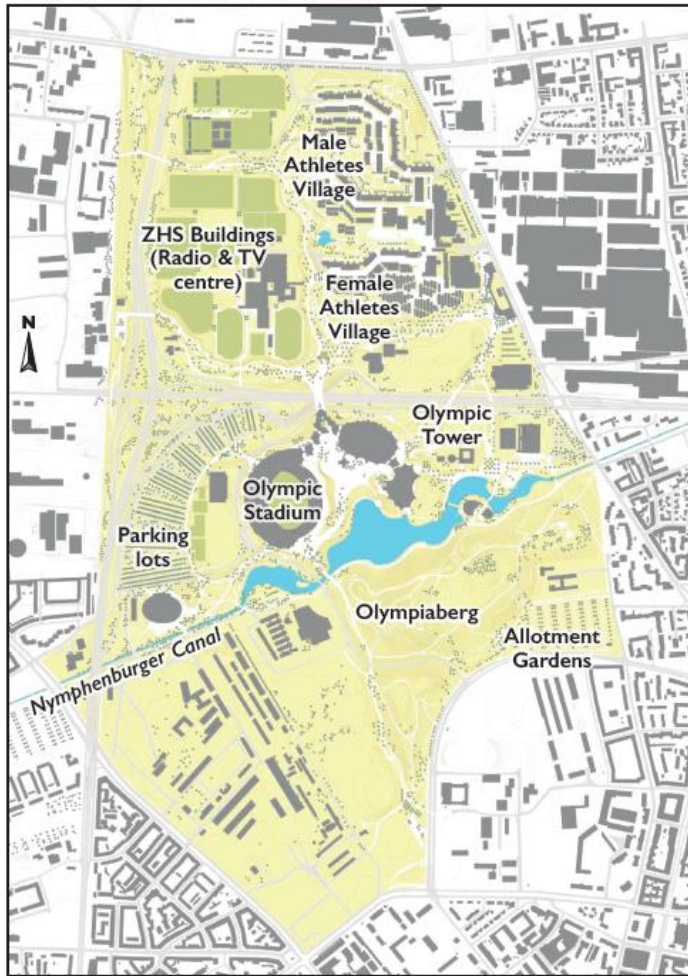 Male
Athletes
Village
ZHS Buildings
(Radio & TV
centre)
Female
Athletes
Village
N
Olympic
Tower
Olympic
Stadium
Parking
lots
Olympiaberg
Allotment
Gardens
Nymphenburger Canal